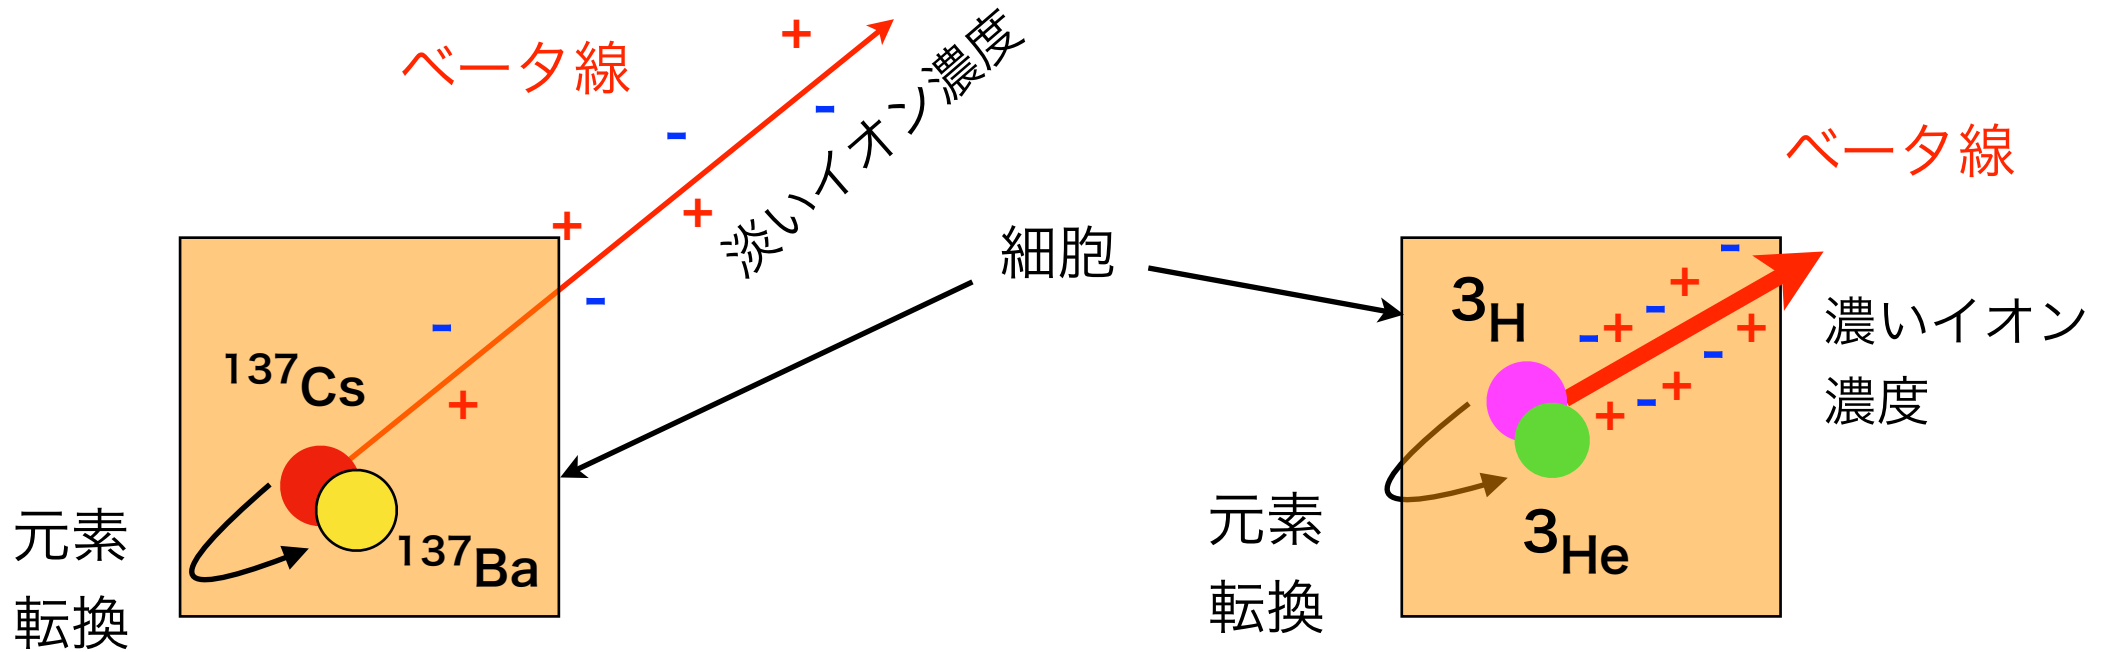 ベータ線
淡いイオン濃度
137Cs
137Ba
元素
転換
細胞
ベータ線
3H
濃いイオン
濃度
3He
元素
転換